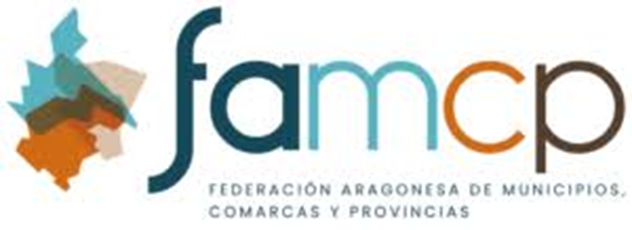 famcp
FEDERACIÓN ARAGONESA DE MUNICIPIOS,
COMARCAS Y PROVINCIAS